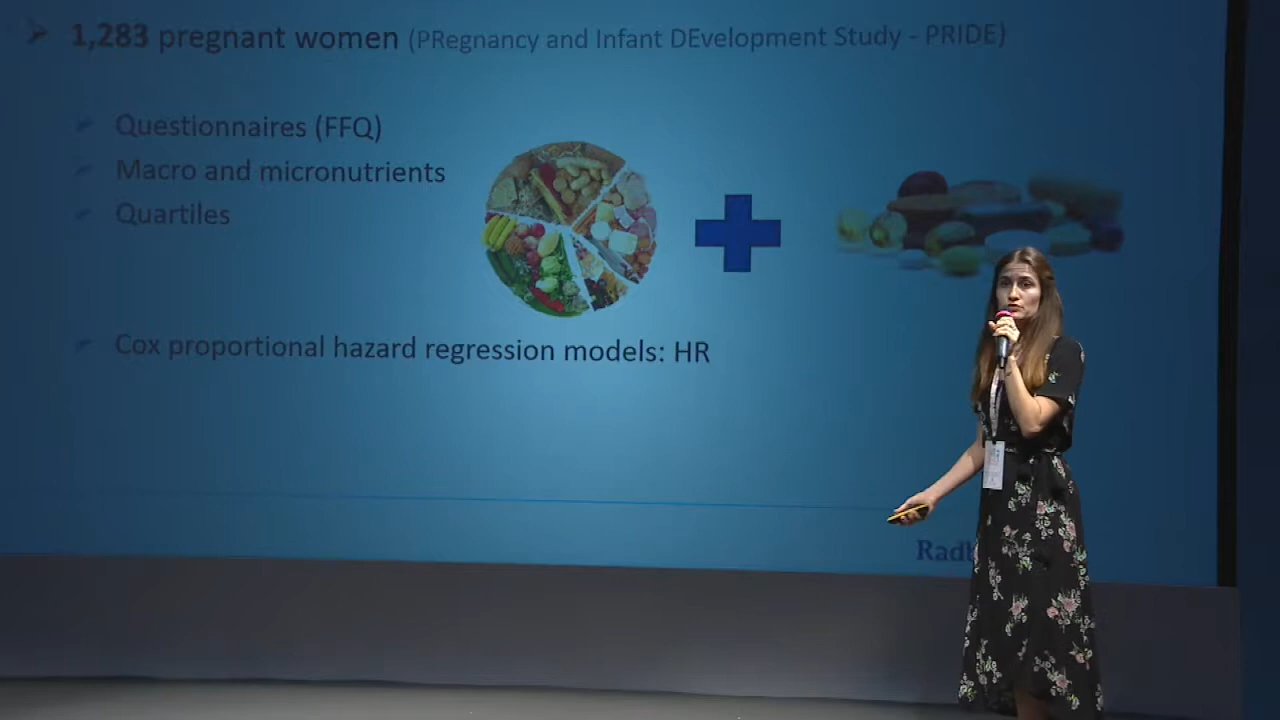 1,283 pregnant women (PRegnancy and Infant DEvelopment Study - PRIDE)
Questionnaires (FFQ)
Macro and micronutrients
Quartiles
Cox proportional hazard regression models: HR